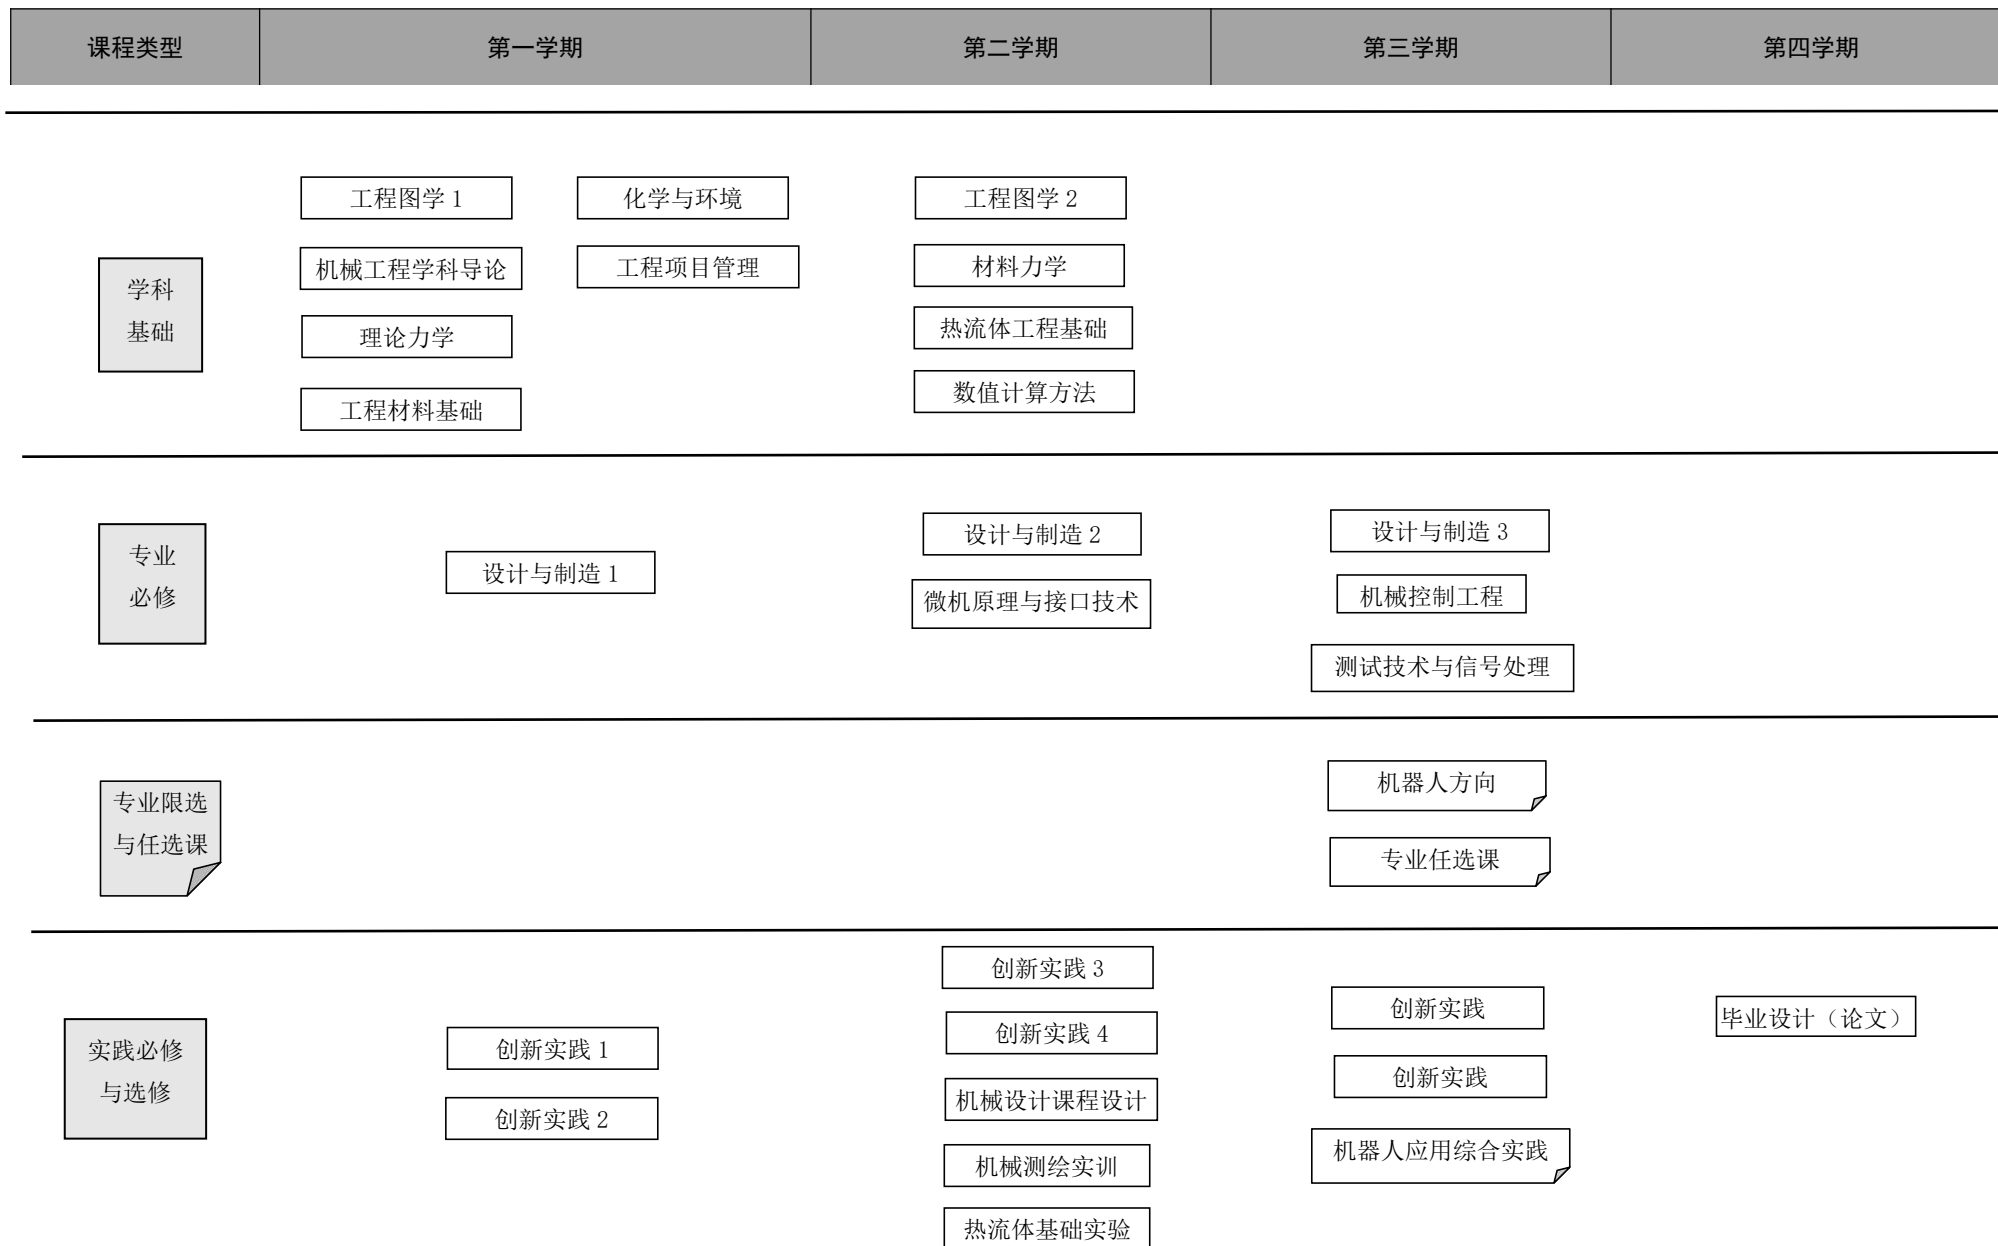 课程类型
第一学期
第二学期
第三学期
第四学期
学科
基础
工程图学 1
化学与环境
工程图学 2
机械工程学科导论
工程项目管理
材料力学
理论力学
热流体工程基础
工程材料基础
数值计算方法
专业
必修
设计与制造 1
设计与制造 2
设计与制造 3
微机原理与接口技术
机械控制工程
测试技术与信号处理
专业限选
与任选课
机器人方向
专业任选课
实践必修
与选修
创新实践 1
创新实践 2
创新实践 3
创新实践 4
机械设计课程设计
机械测绘实训
热流体基础实验
创新实践
创新实践
机器人应用综合实践
毕业设计（论文）